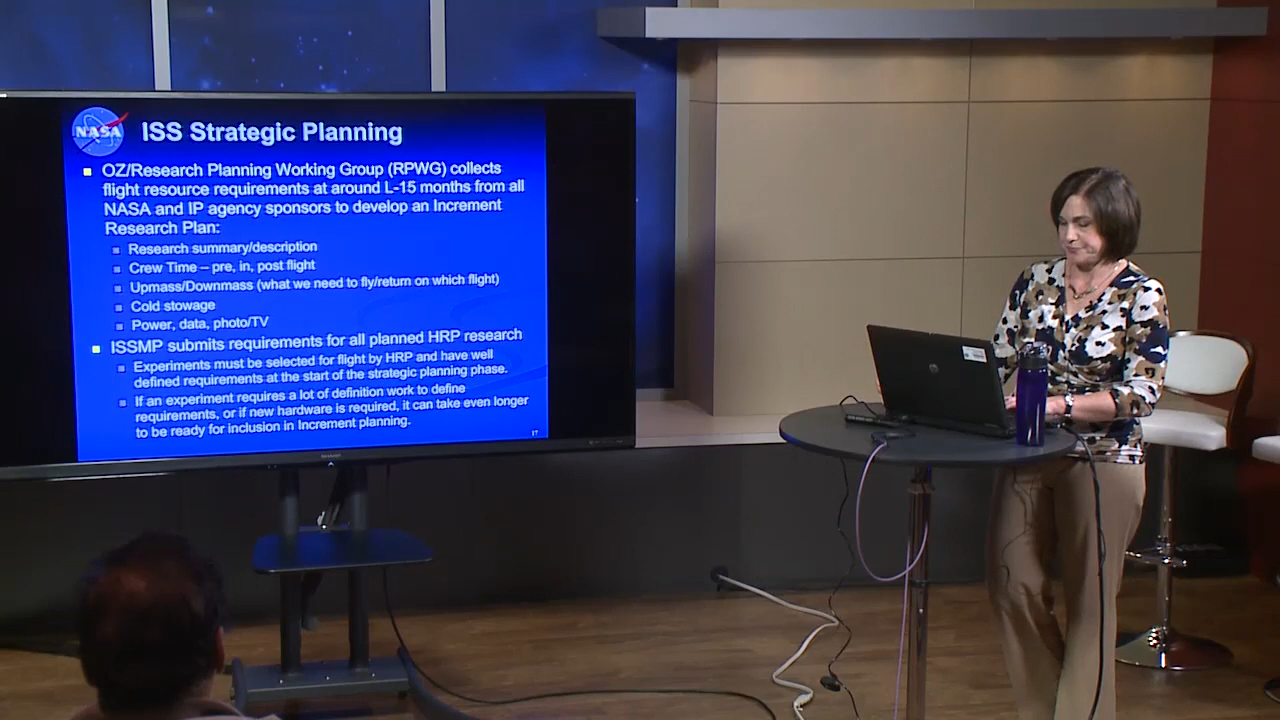 NASA
ISS Strategic Planning
OZ/Research Planning Working Group (RPWG) collects
flight resource requirements at around L-15 months from all
NASA and IP agency sponsors to develop an Increment
Research Plan:
Research summary/description
Crew Time – pre, in, post flight
Upmass/Downmass (what we need to fly/return on which flight)
Cold stowage
Power, data, photo/TV
ISSMP submits requirements for all planned HRP research
Experiments must be selected for flight by HRP and have well
defined requirements at the start of the strategic planning phase.
If an experiment requires a lot of definition work to define
requirements, or if new hardware is required, it can take even longer
to be ready for inclusion in Increment planning.
17
SHARP
hp